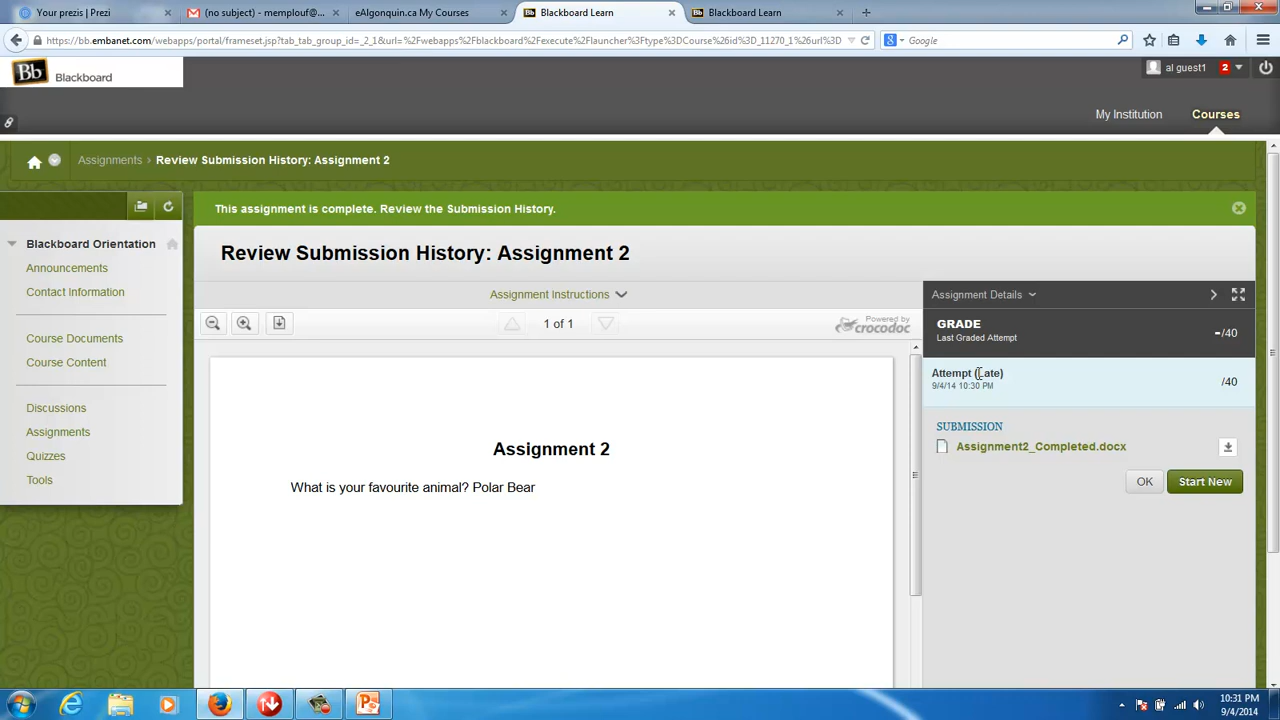 Your prezis | Prezi
(no subject) - memplouf@...
eAlgonquin.ca My Courses
Blackboard Learn
Blackboard Learn
https://bb.embanet.com/webapps/portal/frameset.jsp?tab_tab_group_id=_2_1&url=%2Fwebapps%2Fblackboard%2Fexecute%2Flauncher%3Ftype%3DCourse%26id%3D_11270_1%26url%3D
Google
Bb
Blackboard
al guest1
2
My Institution
Courses
Assignments > Review Submission History: Assignment 2
This assignment is complete. Review the Submission History.
Blackboard Orientation
Announcements
Contact Information
Course Documents
Course Content
Discussions
Assignments
Quizzes
Tools
Review Submission History: Assignment 2
Assignment Instructions
1 of 1
Powered by
crocodoc
Assignment 2
What is your favourite animal? Polar Bear
Assignment Details
GRADE
Last Graded Attempt
-/40
Attempt (Late)
9/4/14 10:30 PM
/40
SUBMISSION
Assignment2_Completed.docx
OK
Start New
10:31 PM
9/4/2014